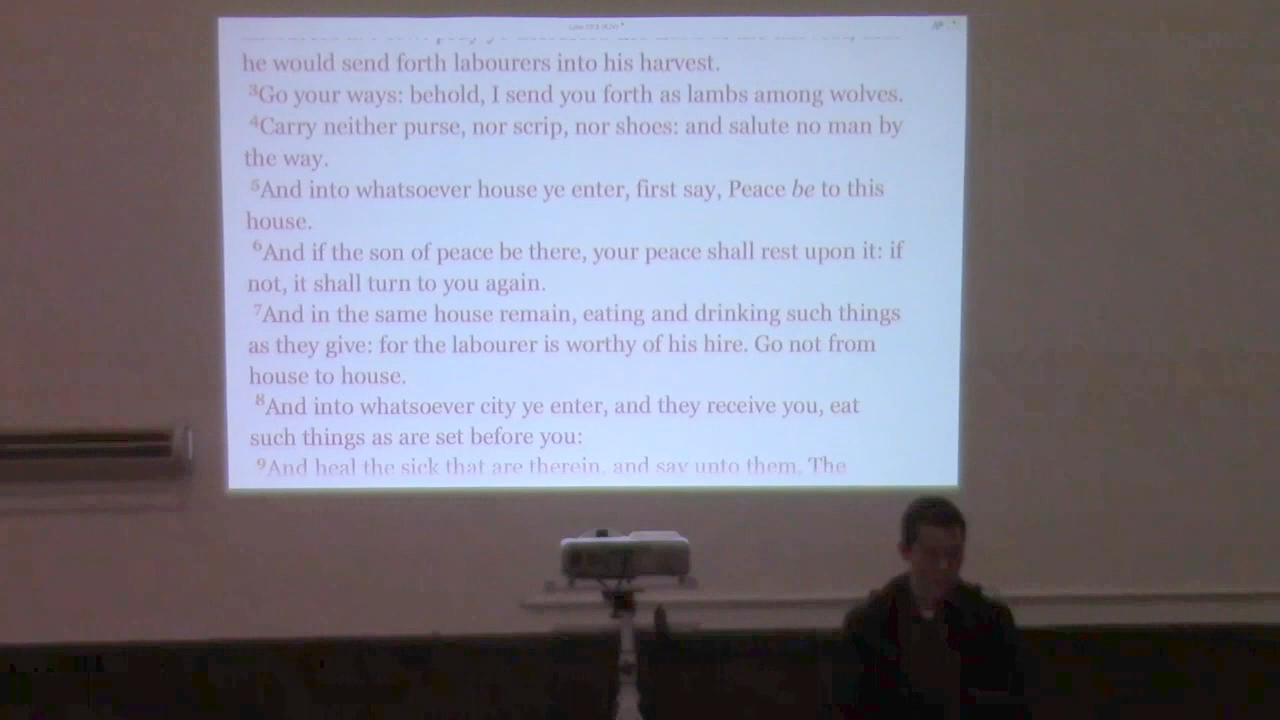 he would send forth labourers into his harvest.
³Go your ways: behold, I send you forth as lambs among wolves.
⁴Carry neither purse, nor scrip, nor shoes: and salute no man by
the way.
⁵And into whatsoever house ye enter, first say, Peace be to this
house.
⁶And if the son of peace be there, your peace shall rest upon it: if
not, it shall turn to you again.
⁷And in the same house remain, eating and drinking such things
as they give: for the labourer is worthy of his hire. Go not from
house to house.
⁸And into whatsoever city ye enter, and they receive you, eat
such things as are set before you:
⁹And heal the sick that are therein, and say unto them, The